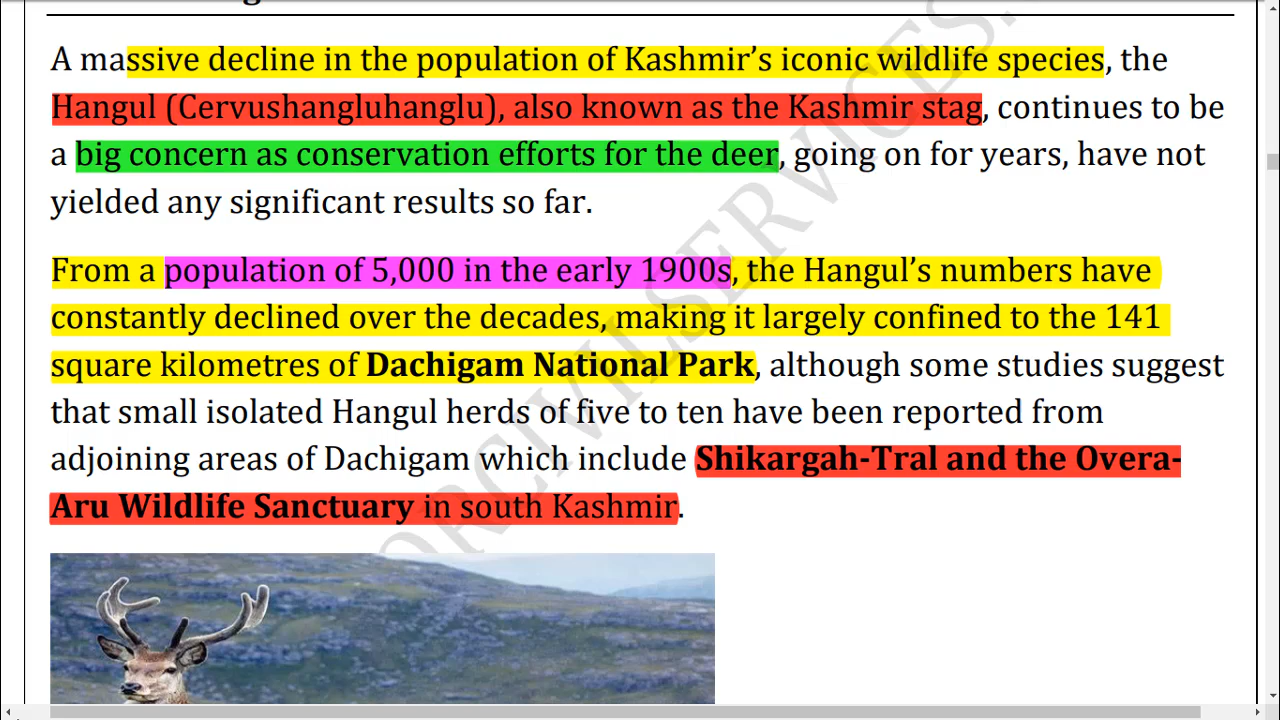 A massive decline in the population of Kashmir’s iconic wildlife species, the
Hangul (Cervushangluhanglu), also known as the Kashmir stag, continues to be
a big concern as conservation efforts for the deer, going on for years, have not
yielded any significant results so far.
From a population of 5,000 in the early 1900s, the Hangul’s numbers have
constantly declined over the decades, making it largely confined to the 141
square kilometres of Dachigam National Park, although some studies suggest
that small isolated Hangul herds of five to ten have been reported from
adjoining areas of Dachigam which include Shikargah-Tral and the Overa-
Aru Wildlife Sanctuary in south Kashmir.
ORCIVILSERVICES.